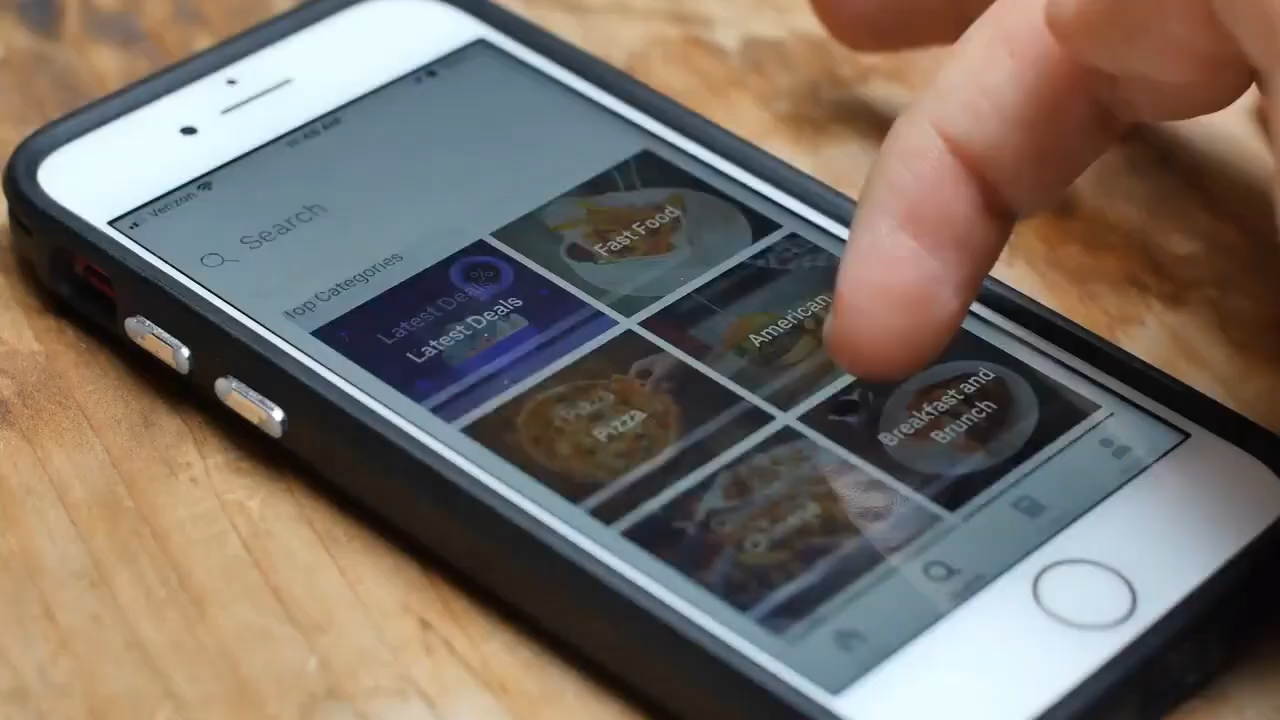 Verizon
Search
Top Categories
Latest Deals
Latest Deals
%
Fast Food
Pizza
Pizza
American
Breakfast and
Brunch